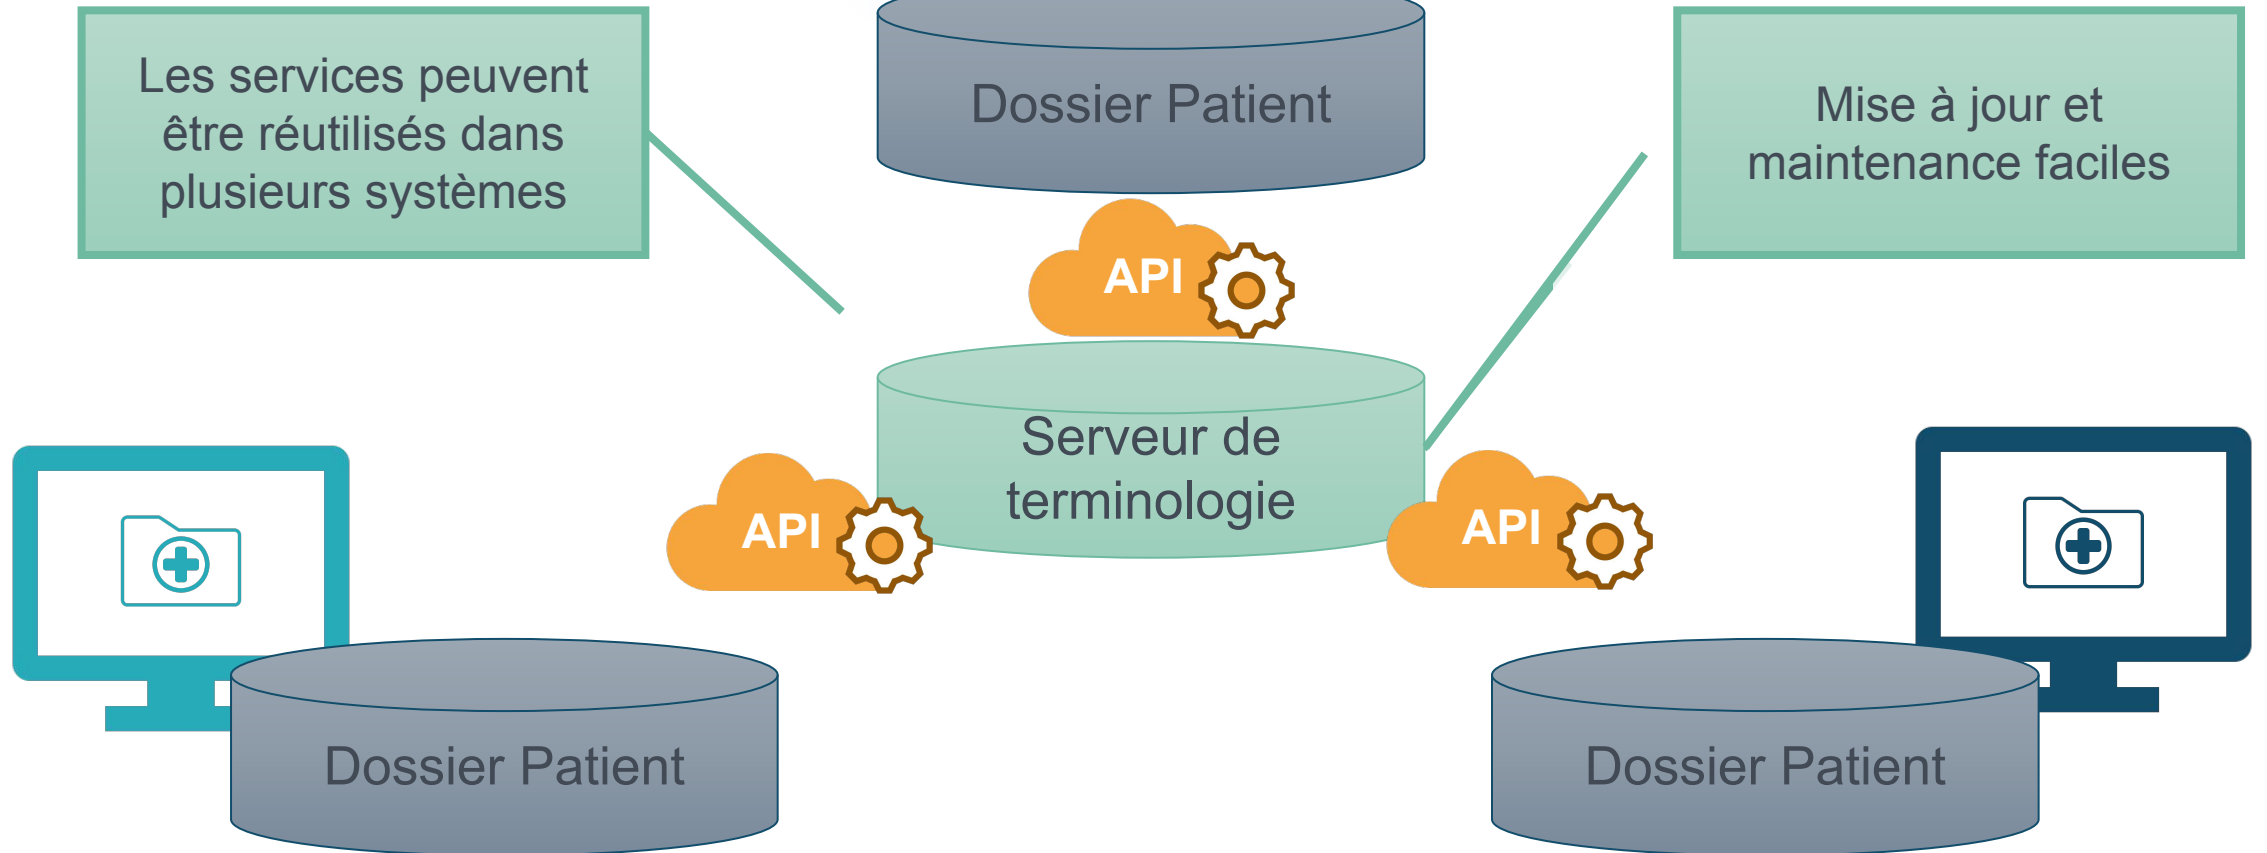 Les services peuvent
être réutilisés dans
plusieurs systèmes
Dossier Patient
Mise à jour et
maintenance faciles
API
Serveur de
terminologie
API
API
Dossier Patient
Dossier Patient